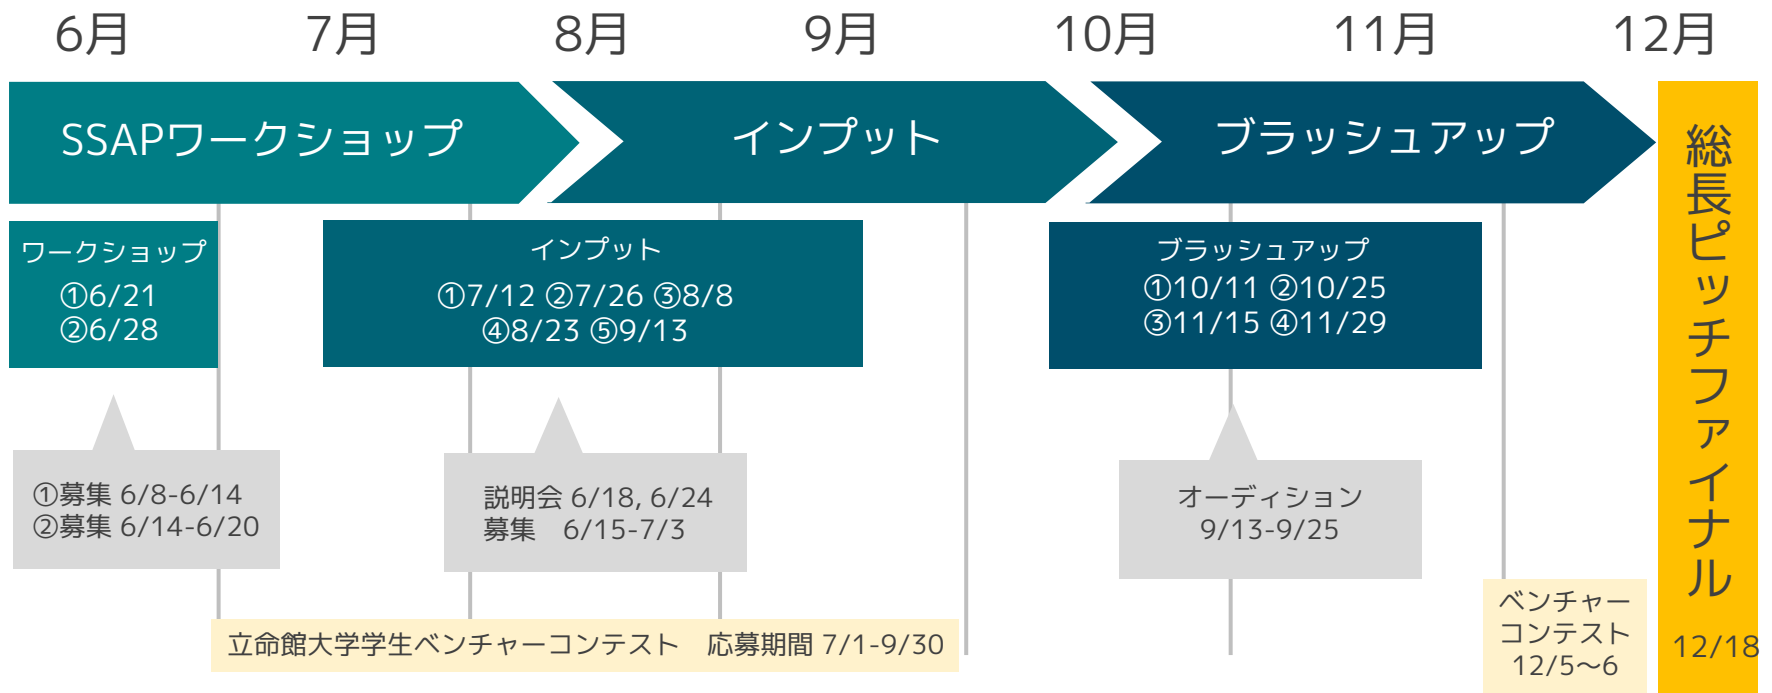 6月 7月 8月 9月 10月 11月 12月
SSAPワークショップ
インプット
ブラッシュアップ
ワークショップ
①6/21
②6/28
インプット
①7/12 ②7/26 ③8/8
④8/23 ⑤9/13
ブラッシュアップ
①10/11 ②10/25
③11/15 ④11/29
①募集 6/8-6/14
②募集 6/14-6/20
説明会 6/18, 6/24
募集　6/15-7/3
オーディション
9/13-9/25
立命館大学学生ベンチャーコンテスト　応募期間 7/1-9/30
ベンチャー
コンテスト
12/5〜6
総長ピッチファイナル
12/18